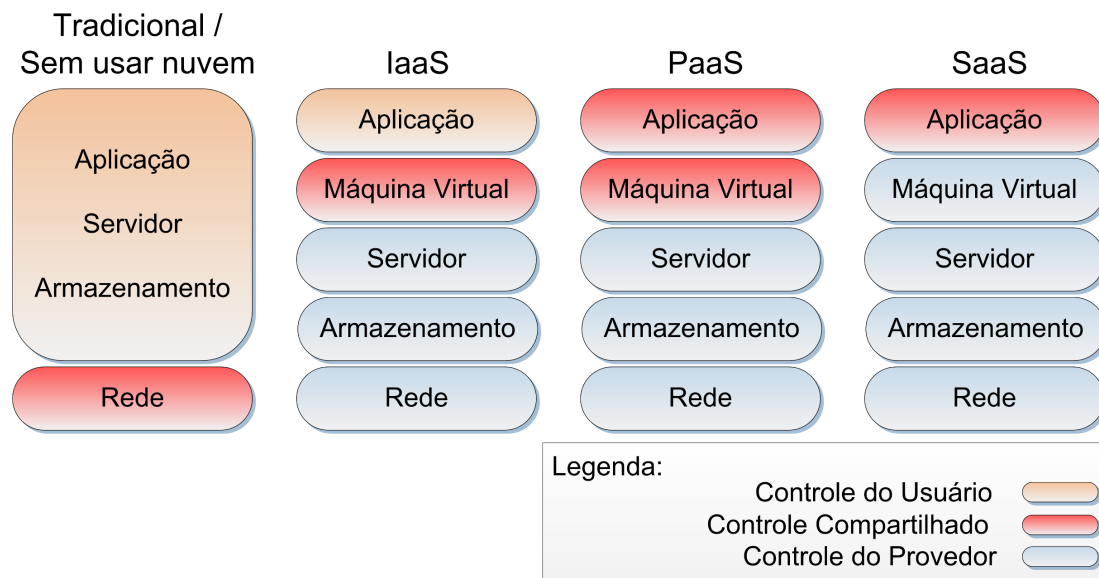 Tradicional /
Sem usar nuvem
Aplicação
Servidor
Armazenamento
Rede
IaaS
Aplicação
Máquina Virtual
Servidor
Armazenamento
Rede
PaaS
Aplicação
Máquina Virtual
Servidor
Armazenamento
Rede
SaaS
Aplicação
Máquina Virtual
Servidor
Armazenamento
Rede
Legenda:
Controle do Usuário
Controle Compartilhado
Controle do Provedor